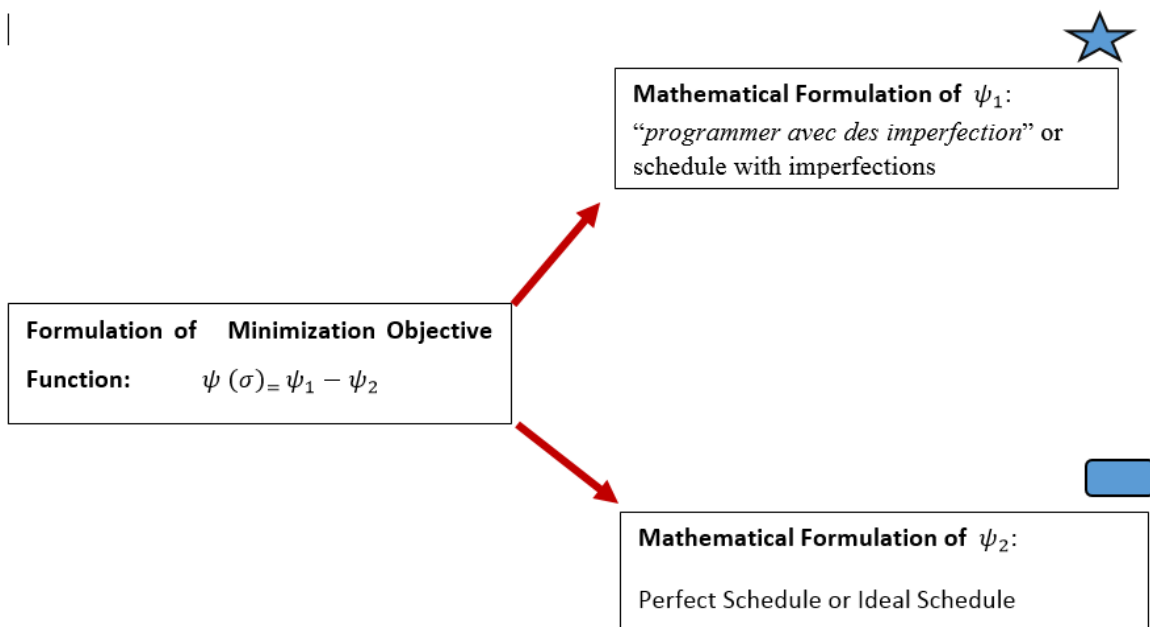 Mathematical Formulation of ψ₁:
“programmer avec des imperfection” or
schedule with imperfections
Formulation of Minimization Objective
Function: ψ (σ)₌ ψ₁ − ψ₂
Mathematical Formulation of ψ₂:
Perfect Schedule or Ideal Schedule